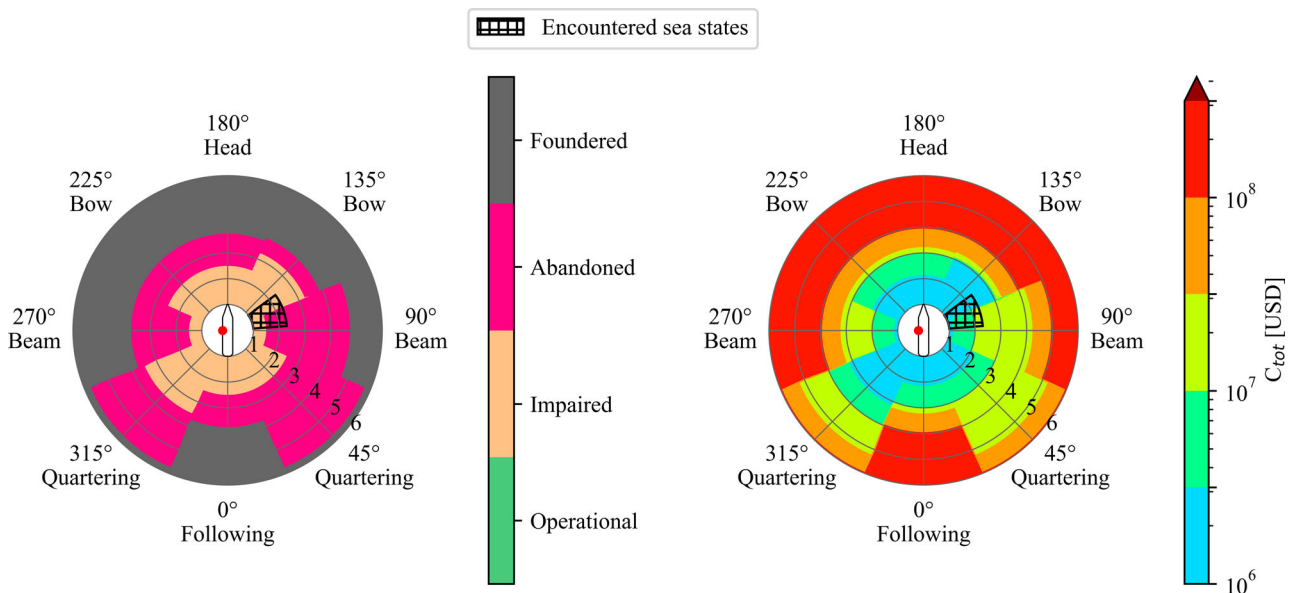 Encountered sea states
180°
Head
225°
Bow
135°
Bow
270°
Beam
90°
Beam
1
2
3
4
5
6
315°
Quartering
45°
Quartering
0°
Following
Foundered
Abandoned
Impaired
Operational
180°
Head
225°
Bow
135°
Bow
270°
Beam
90°
Beam
1
2
3
4
5
6
315°
Quartering
45°
Quartering
0°
Following
10⁸
10⁷
10⁶
C_tot [USD]